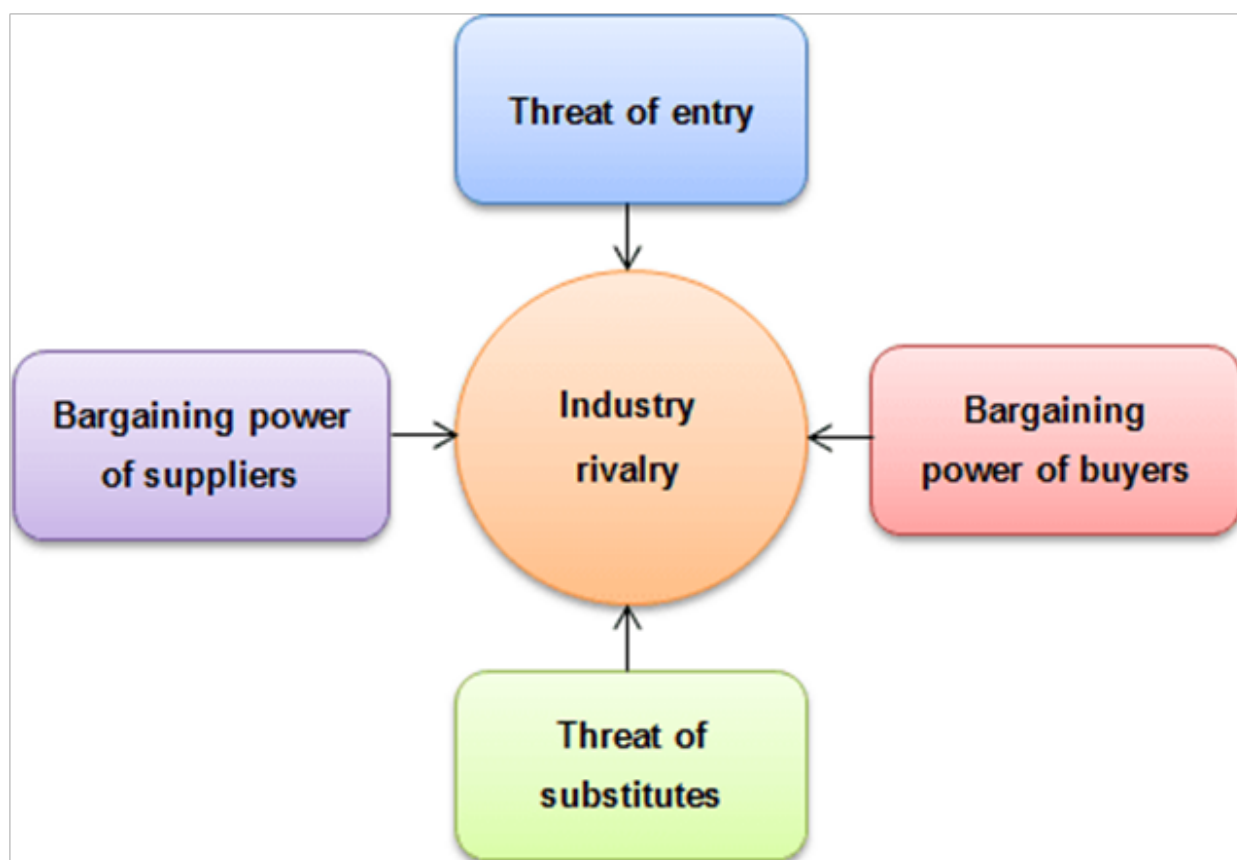 Threat of entry
Bargaining power
of suppliers
Industry
rivalry
Bargaining
power of buyers
Threat of
substitutes